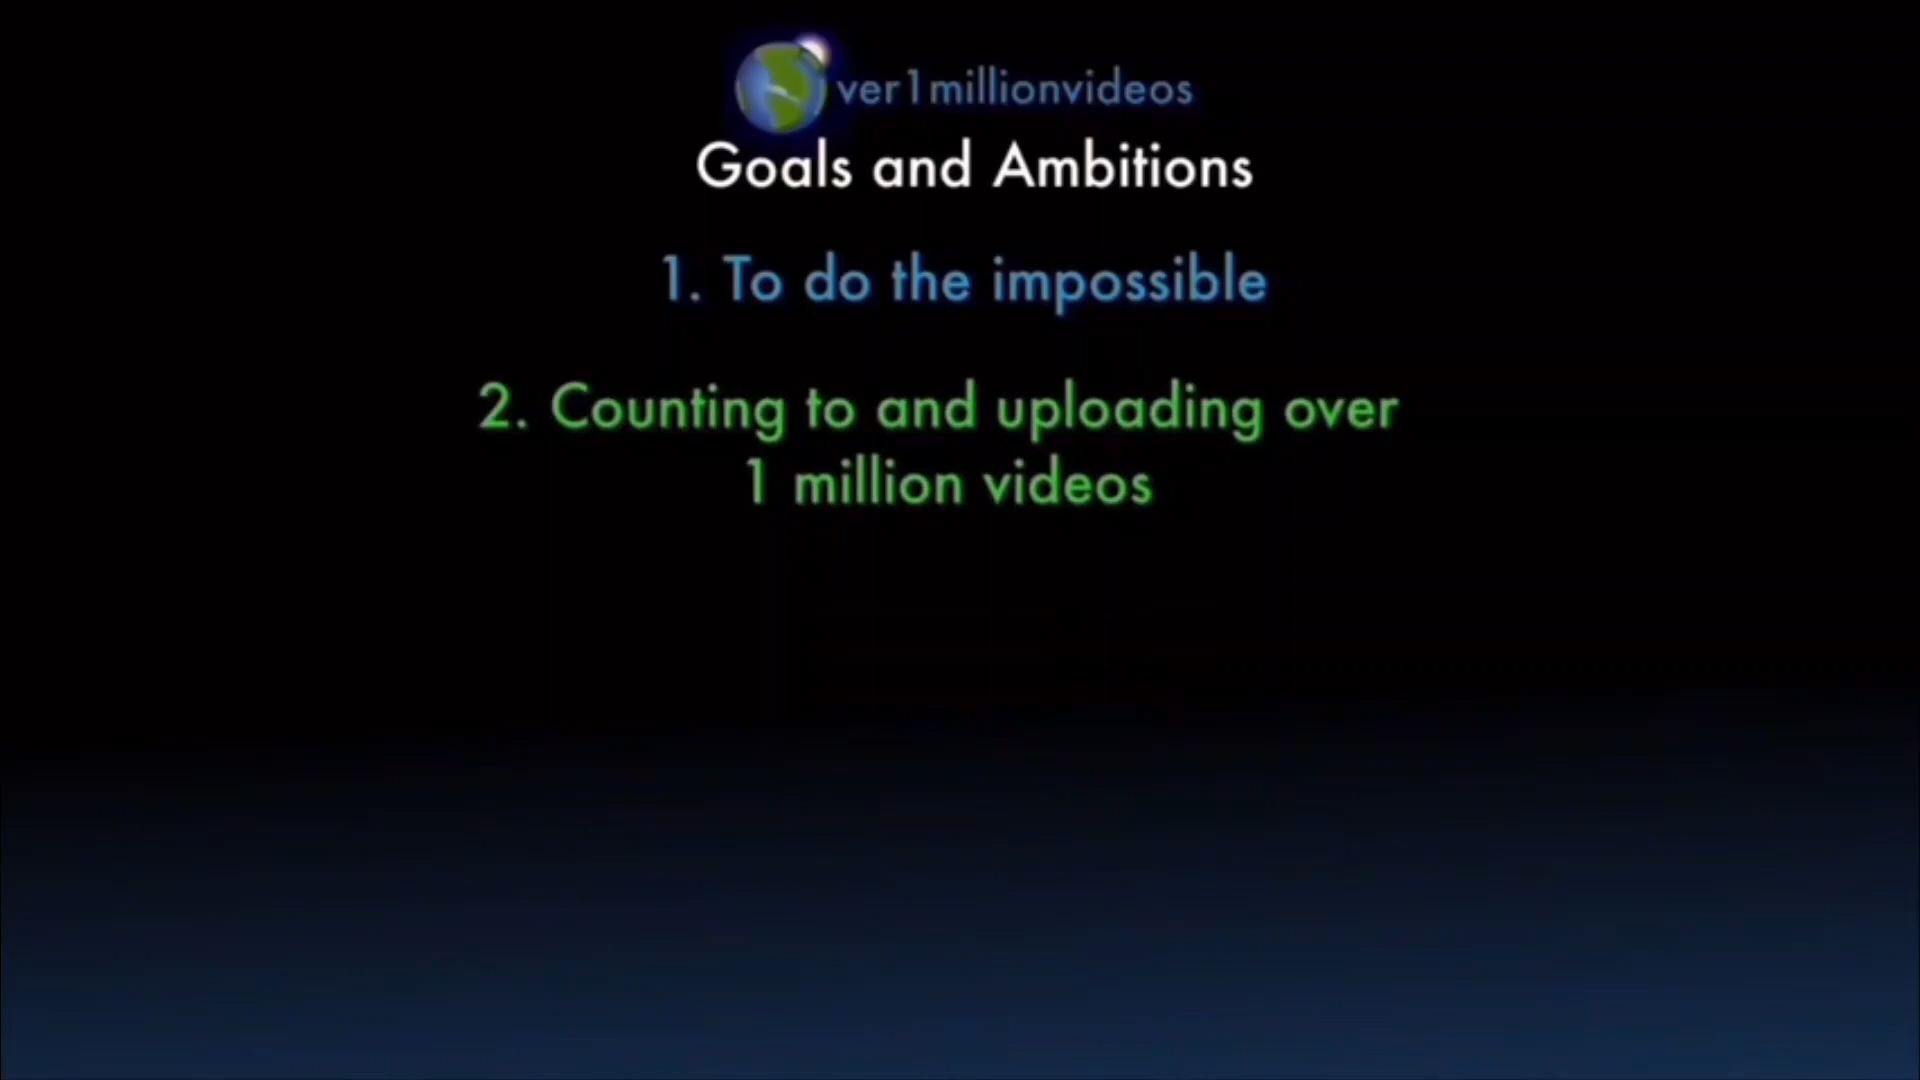 ver1millionvideos
Goals and Ambitions
1. To do the impossible
2. Counting to and uploading over
1 million videos